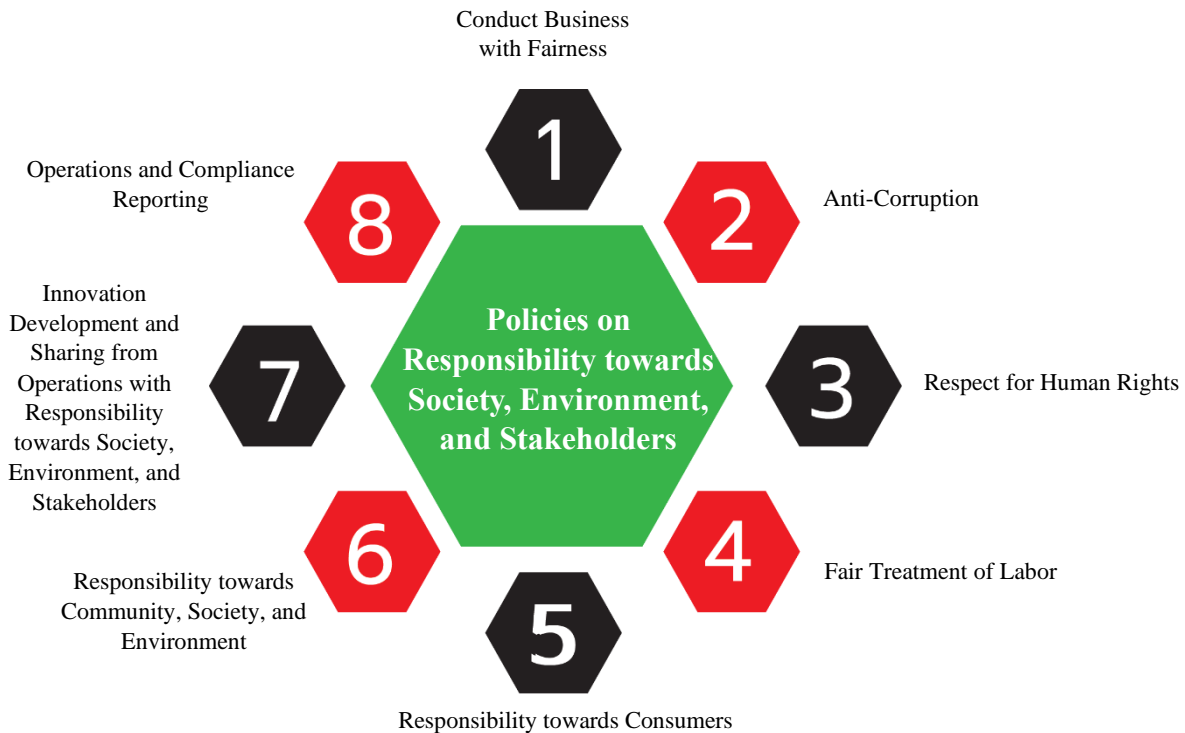 Conduct Business
with Fairness
1
2
Anti-Corruption
3
Respect for Human Rights
4
Fair Treatment of Labor
5
Responsibility towards Consumers
6
Responsibility towards
Community, Society, and
Environment
7
Innovation
Development and
Sharing from
Operations with
Responsibility
towards Society,
Environment, and
Stakeholders
8
Operations and Compliance
Reporting
Policies on
Responsibility towards
Society, Environment,
and Stakeholders